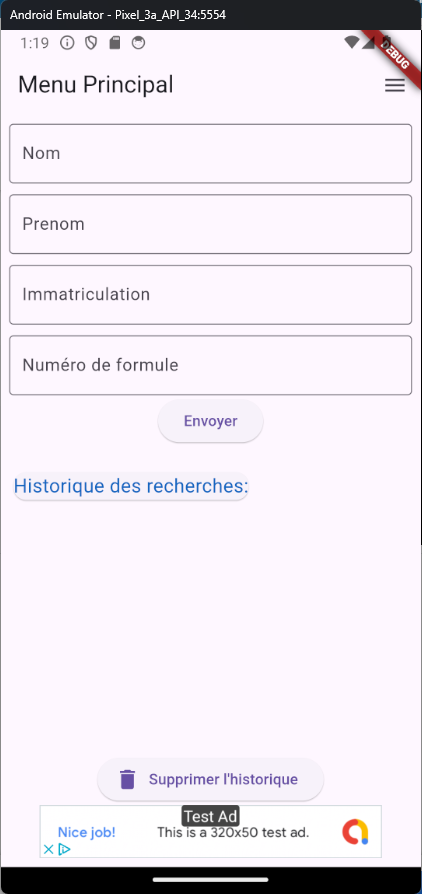 Android Emulator - Pixel_3a_API_34:5554
1:19
DEBUG
Menu Principal
Nom
Prenom
Immatriculation
Numéro de formule
Envoyer
Historique des recherches:
Supprimer l'historique
Test Ad
Nice job! This is a 320x50 test ad.